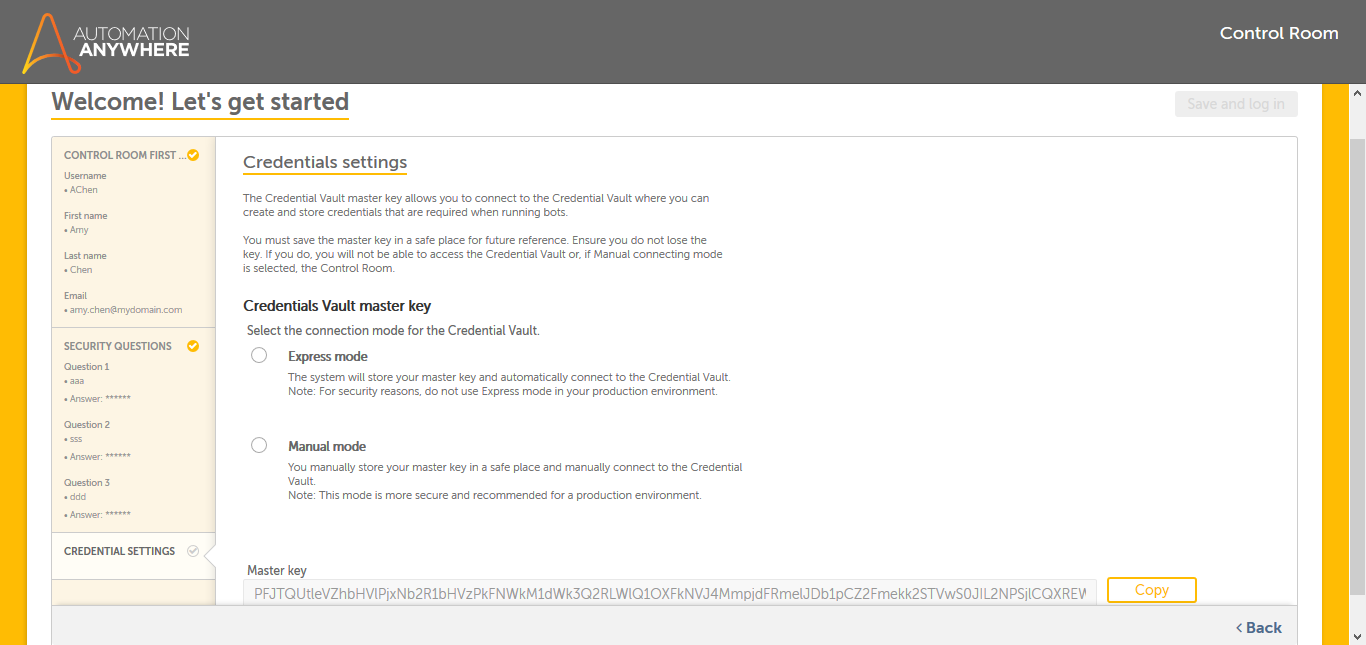 AUTOMATION
ANYWHERE
Control Room
Welcome! Let's get started
Save and log in
CONTROL ROOM FIRST ...
Username
• AChen
First name
• Amy
Last name
• Chen
Email
• amy.chen@mydomain.com
SECURITY QUESTIONS
Question 1
• aaa
• Answer: ******
Question 2
• sss
• Answer: ******
Question 3
• ddd
• Answer: ******
CREDENTIAL SETTINGS
Credentials settings
The Credential Vault master key allows you to connect to the Credential Vault where you can
create and store credentials that are required when running bots.
You must save the master key in a safe place for future reference. Ensure you do not lose the
key. If you do, you will not be able to access the Credential Vault or, if Manual connecting mode
is selected, the Control Room.
Credentials Vault master key
Select the connection mode for the Credential Vault.
Express mode
The system will store your master key and automatically connect to the Credential Vault.
Note: For security reasons, do not use Express mode in your production environment.
Manual mode
You manually store your master key in a safe place and manually connect to the Credential
Vault.
Note: This mode is more secure and recommended for a production environment.
Master key
Copy
< Back